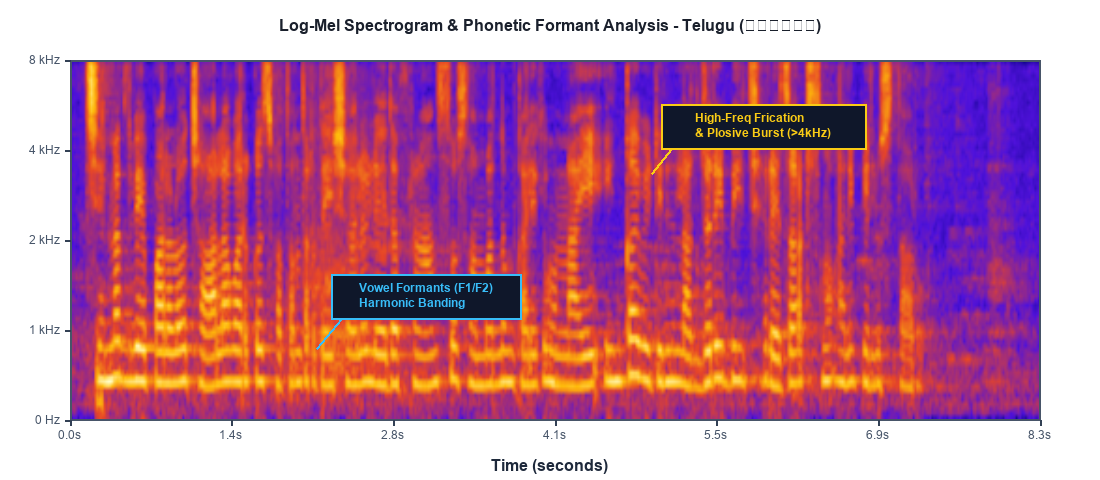 Log-Mel Spectrogram & Phonetic Formant Analysis - Telugu (□□□□□□)
8 kHz
4 kHz
2 kHz
1 kHz
0 Hz
High-Freq Frication
& Plosive Burst (>4kHz)
Vowel Formants (F1/F2)
Harmonic Banding
0.0s
1.4s
2.8s
4.1s
5.5s
6.9s
8.3s
Time (seconds)